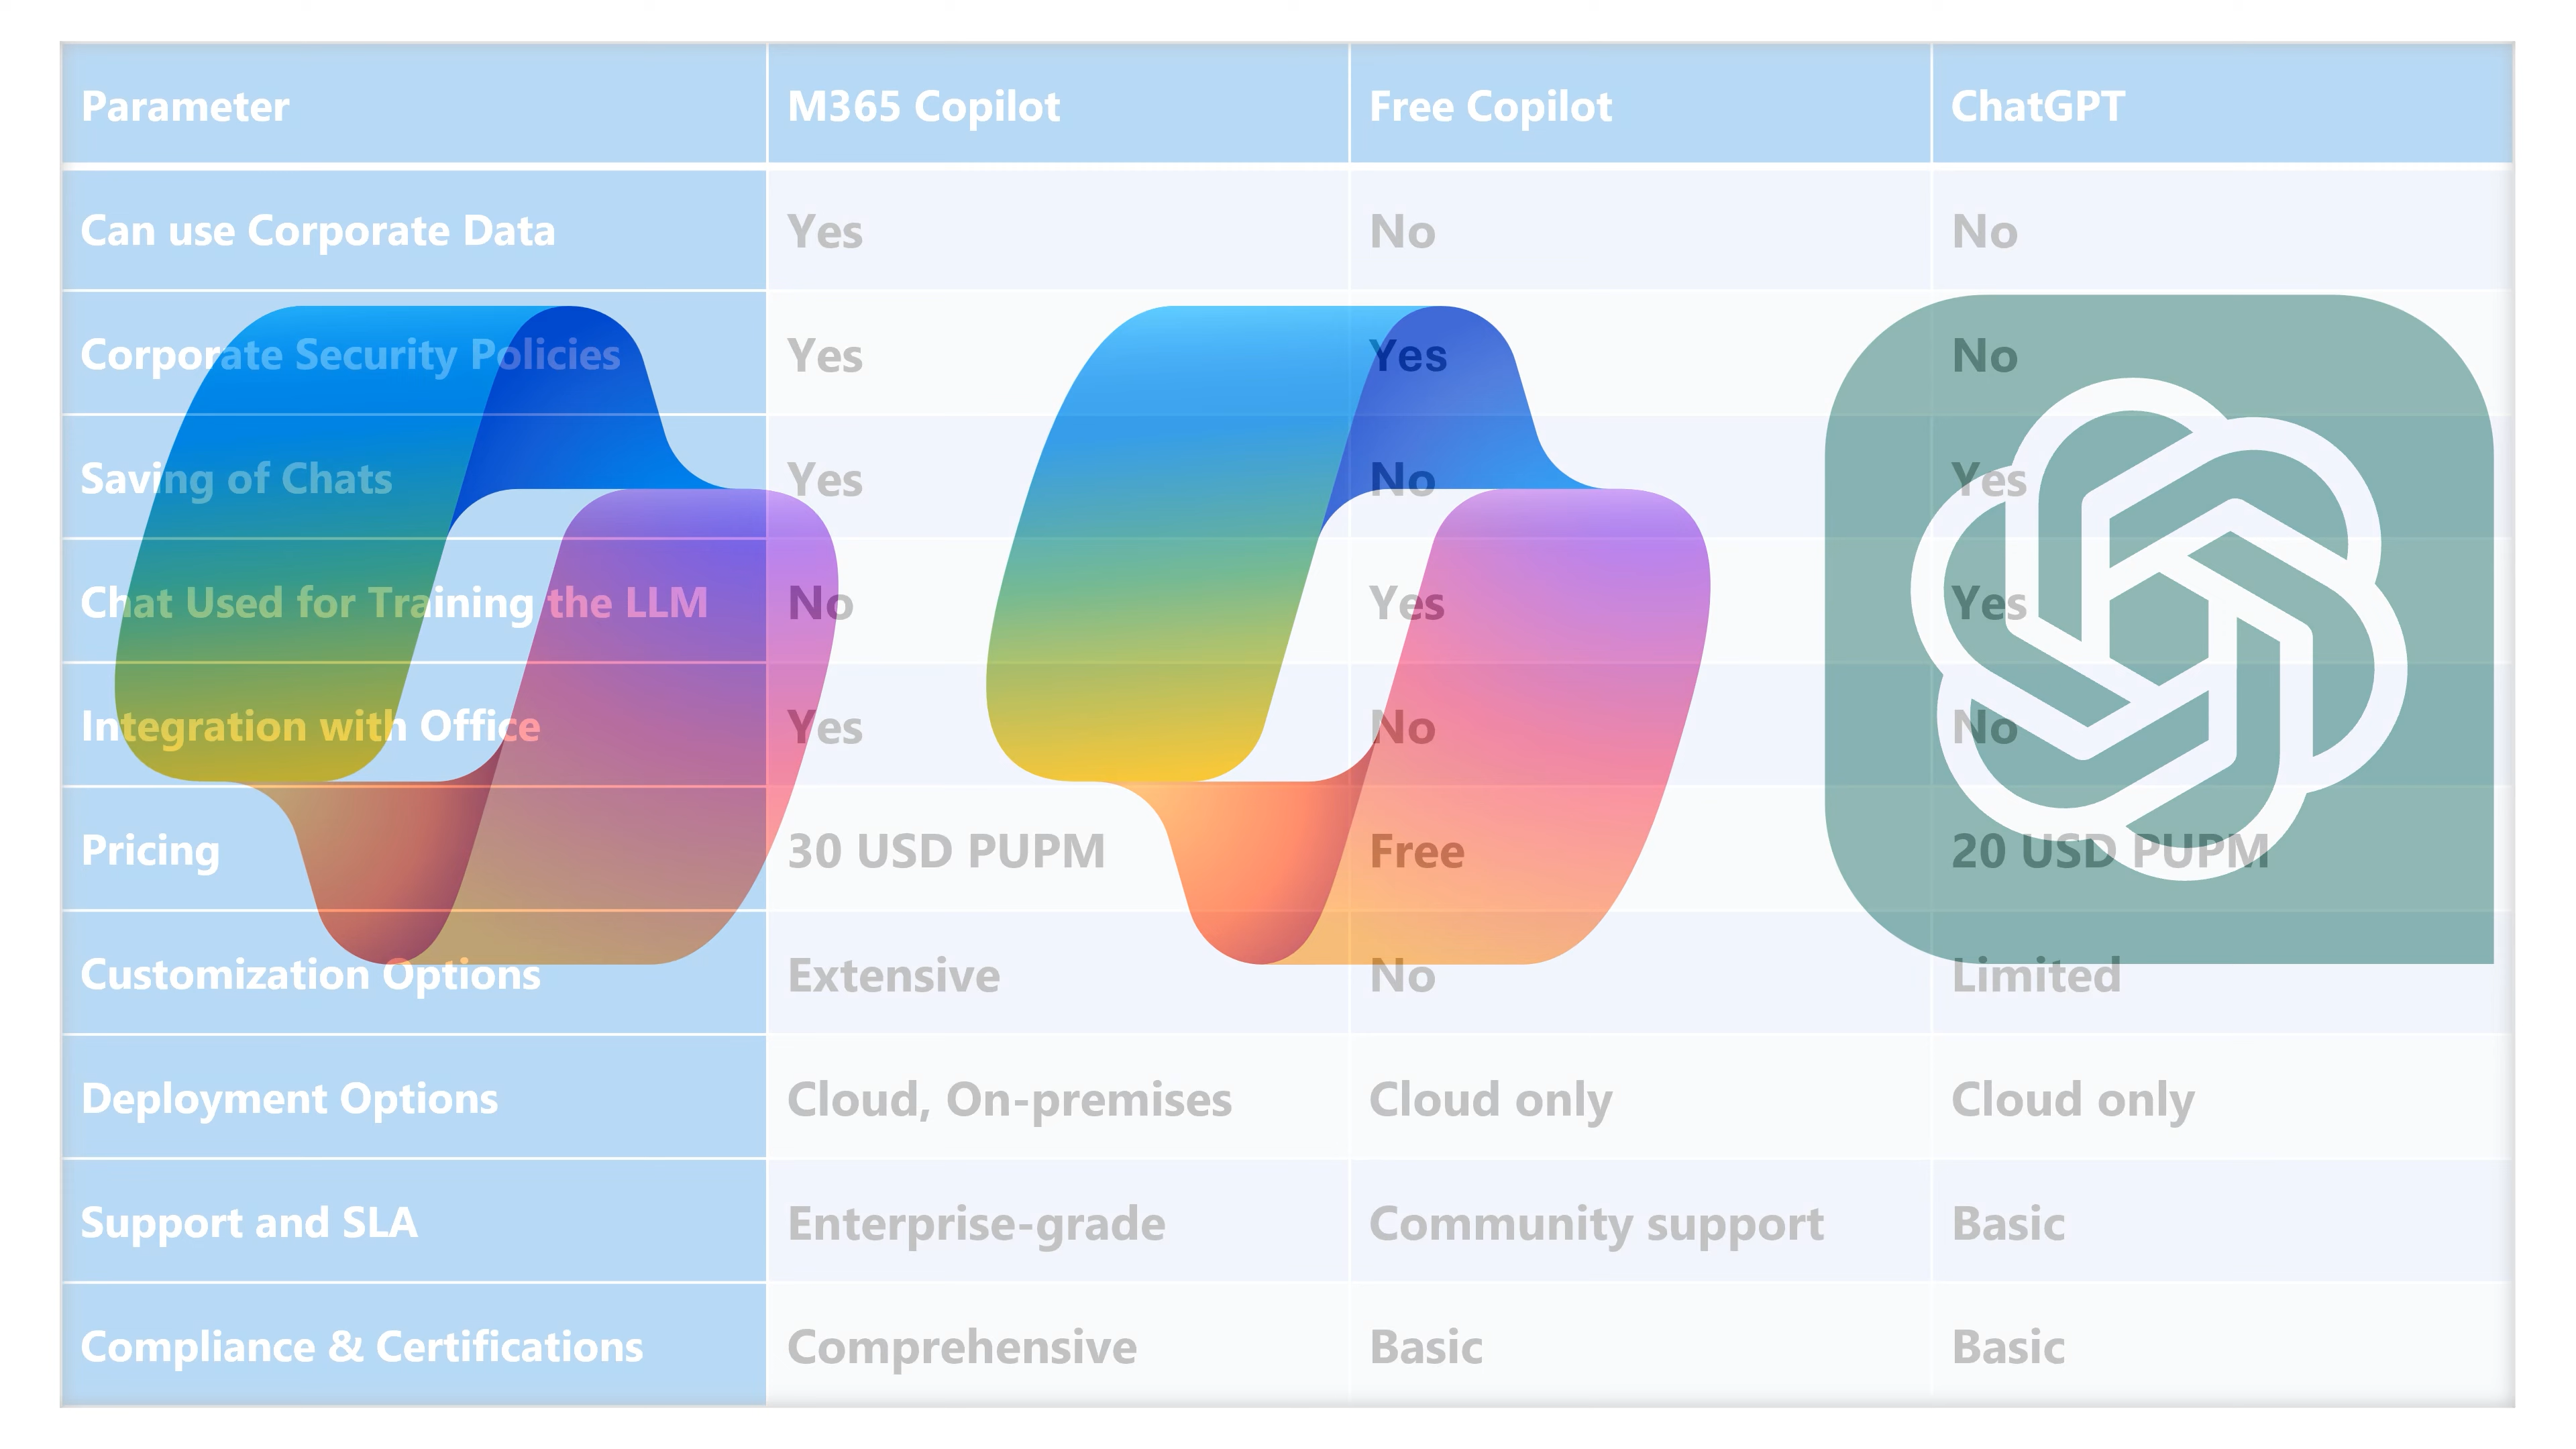 Parameter M365 Copilot Free Copilot ChatGPT
Can use Corporate Data Yes No No
Corporate Security Policies Yes Yes No
Saving of Chats Yes No Yes
Chat Used for Training the LLM No Yes Yes
Integration with Office Yes No No
Pricing 30 USD PUPM Free 20 USD PUPM
Customization Options Extensive No Limited
Deployment Options Cloud, On-premises Cloud only Cloud only
Support and SLA Enterprise-grade Community support Basic
Compliance & Certifications Comprehensive Basic Basic